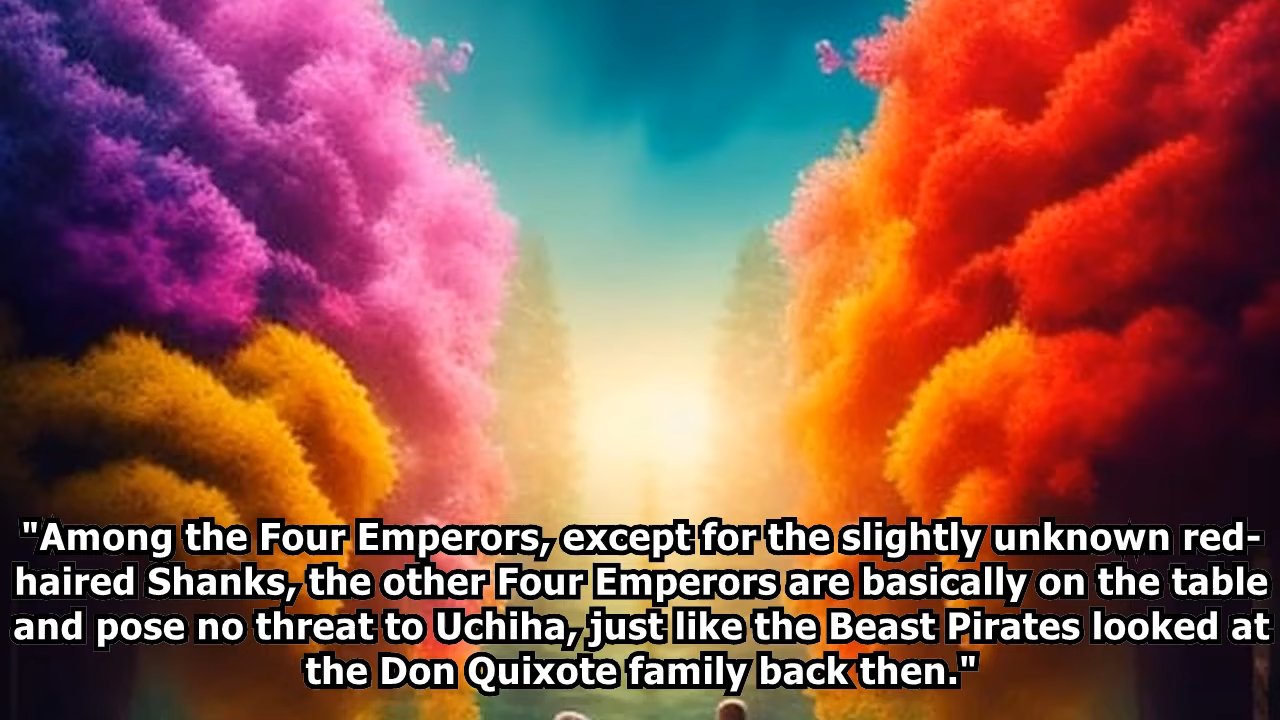 "Among the Four Emperors, except for the slightly unknown red-
haired Shanks, the other Four Emperors are basically on the table
and pose no threat to Uchiha, just like the Beast Pirates looked at
the Don Quixote family back then."